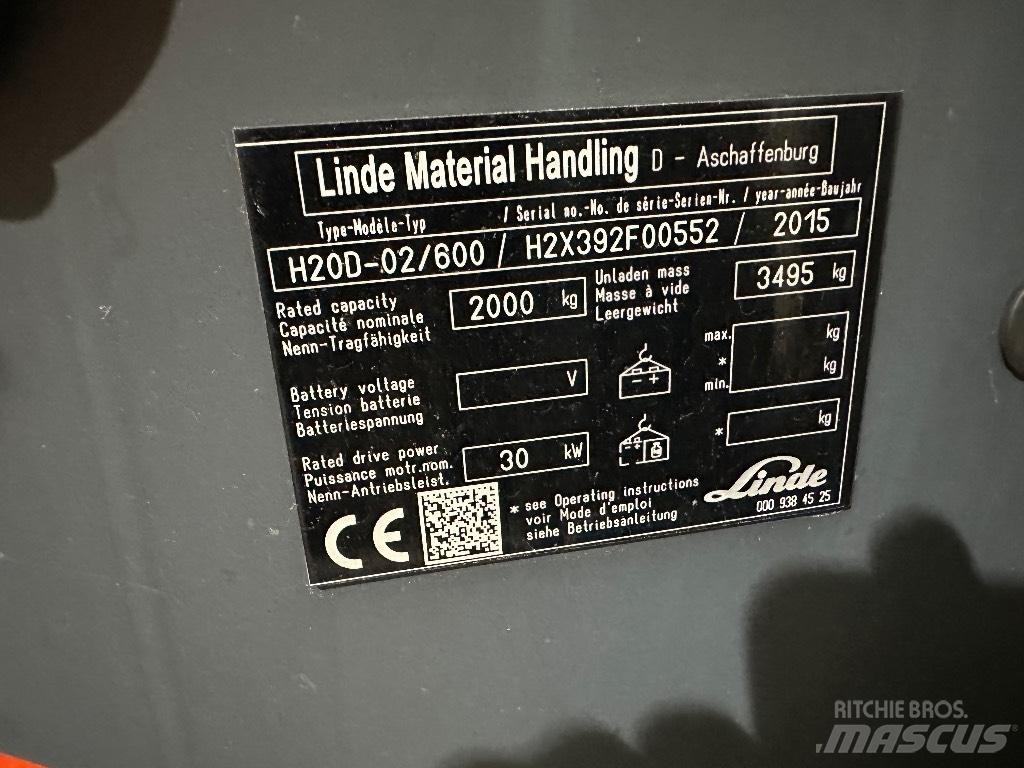 Linde Material Handling D - Aschaffenburg
Type-Modèle-Typ / Serial no.-No. de série-Serien-Nr. / year-année-Baujahr
H20D-02/600 / H2X392F00552 / 2015
Rated capacity
Capacité nominale
Nenn-Tragfähigkeit
2000 kg
Unladen mass
Masse à vide
Leergewicht
3495 kg
Battery voltage
Tension batterie
Batteriespannung
V
- +
max. kg
* kg
min.
Rated drive power
Puissance motr.nom.
Nenn-Antriebsleist.
30 kW
- +
* kg
CE
* see Operating instructions
voir Mode d'emploi
siehe Betriebsanleitung
Linde
000 938 45 25
RITCHIE BROS.
MASCUS